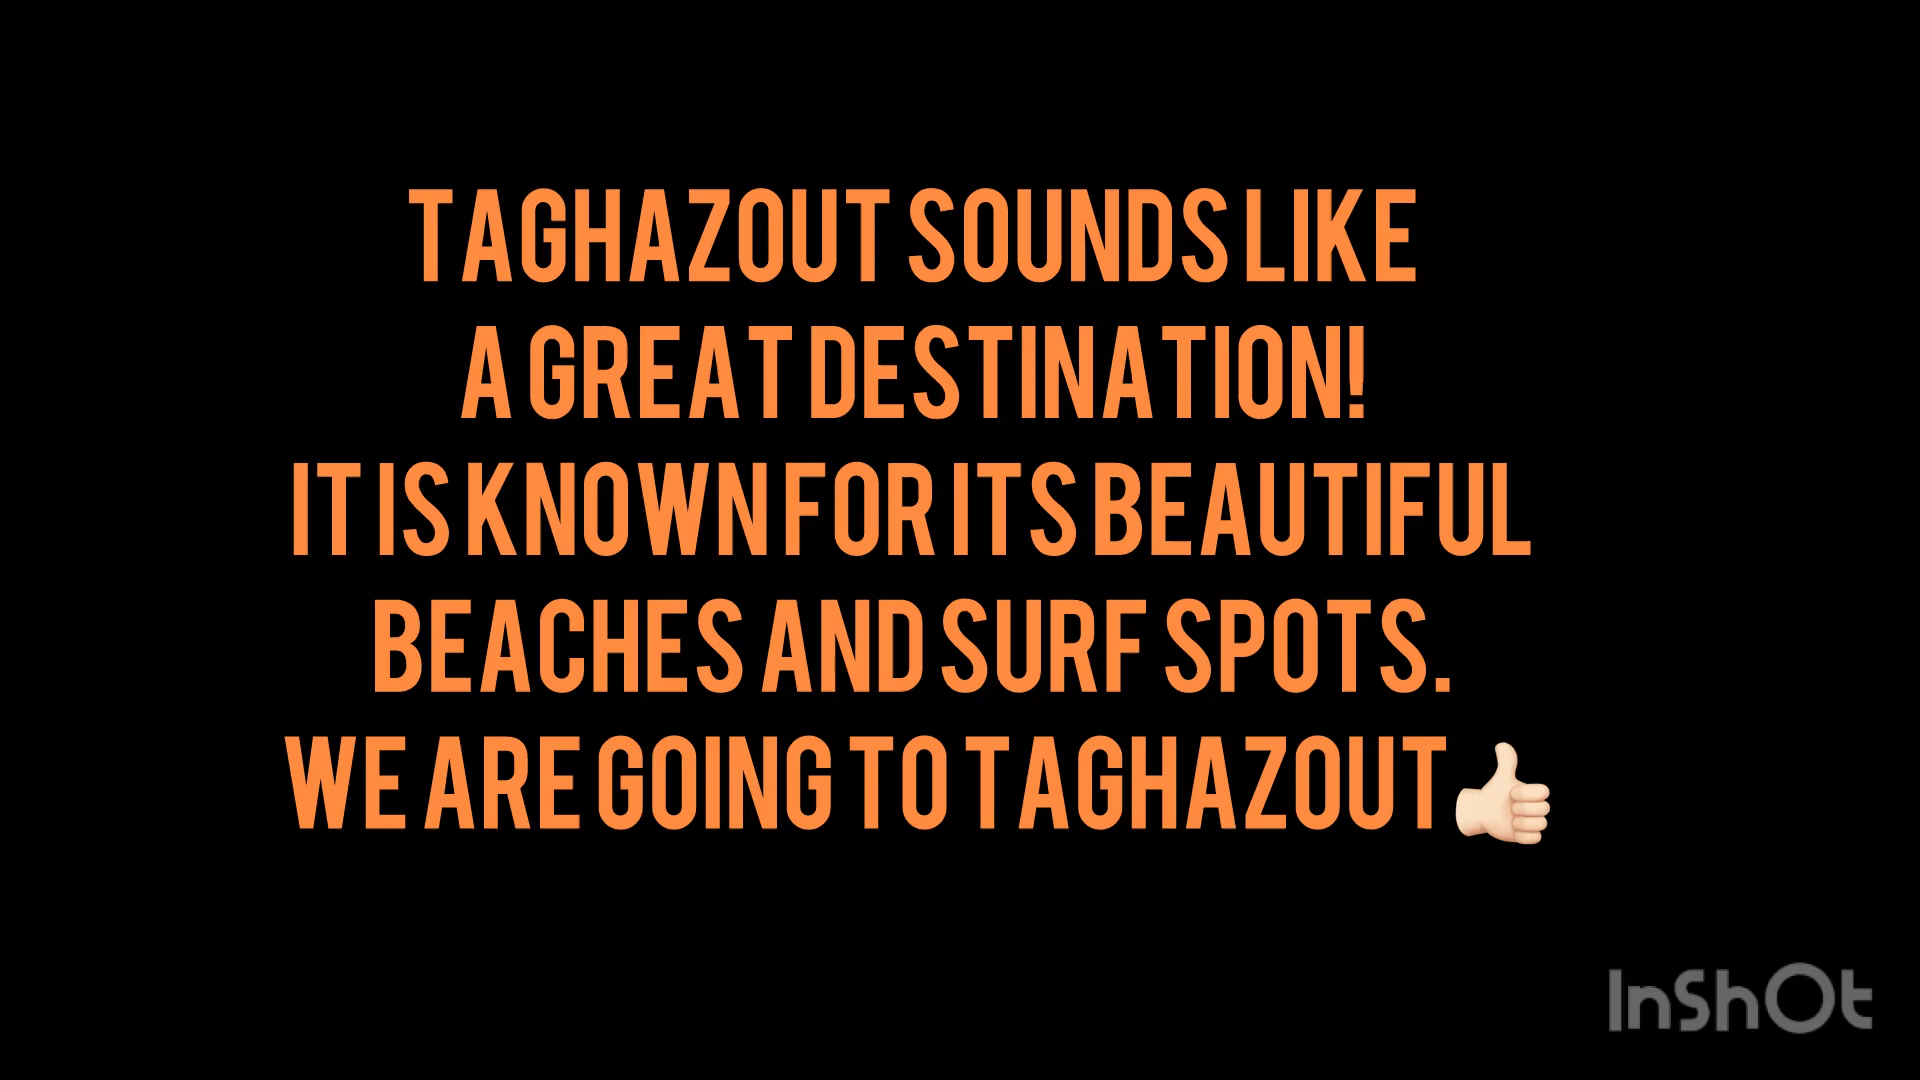 TAGHAZOUT SOUNDS LIKE
A GREAT DESTINATION!
IT IS KNOWN FOR ITS BEAUTIFUL
BEACHES AND SURF SPOTS.
WE ARE GOING TO TAGHAZOUT👍🏻
InShOt